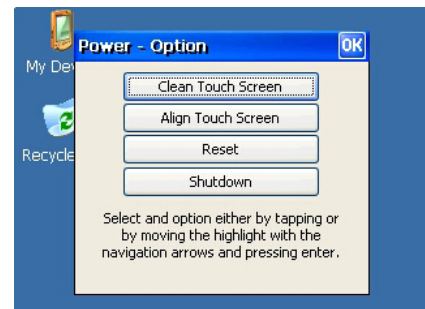 Power - Option
OK
My Dev
Clean Touch Screen
Align Touch Screen
Reset
Recycle
Shutdown
Select and option either by tapping or
by moving the highlight with the
navigation arrows and pressing enter.